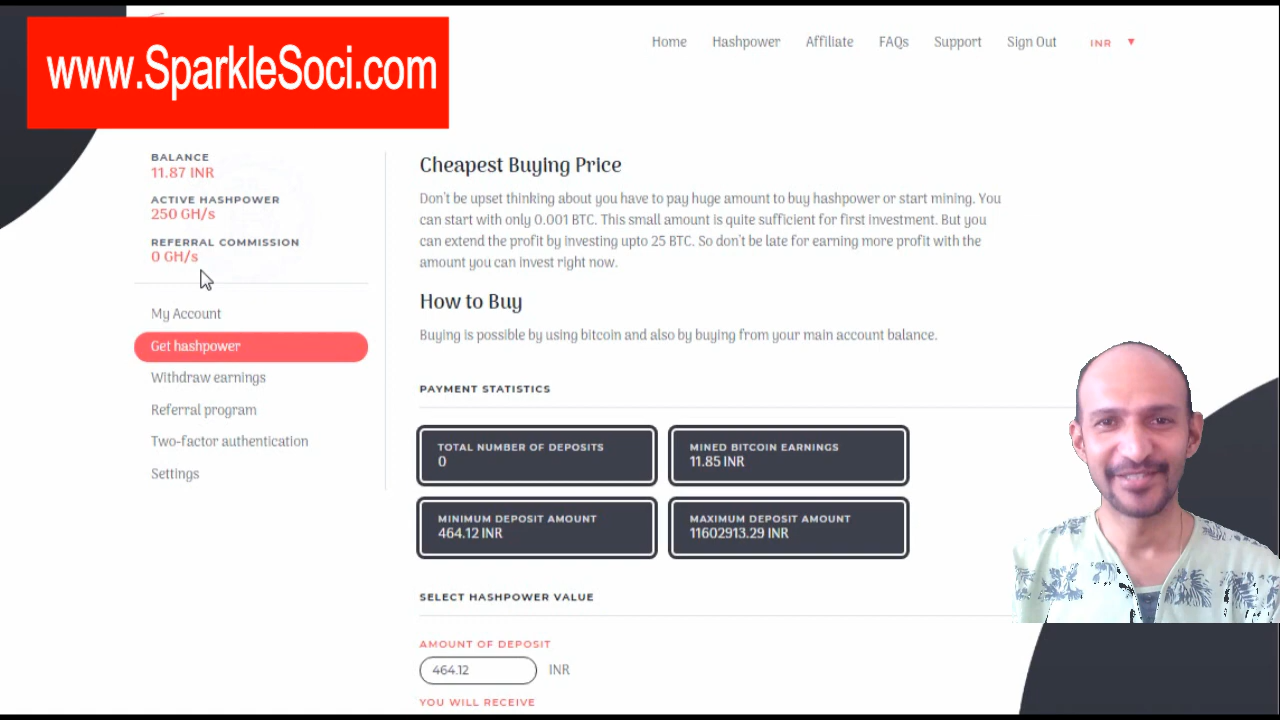 www.SparkleSoci.com
Home Hashpower Affiliate FAQs Support Sign Out INR
BALANCE
11.87 INR
ACTIVE HASHPOWER
250 GH/s
REFERRAL COMMISSION
0 GH/s
My Account
Get hashpower
Withdraw earnings
Referral program
Two-factor authentication
Settings
Cheapest Buying Price
Don't be upset thinking about you have to pay huge amount to buy hashpower or start mining. You
can start with only 0.001 BTC. This small amount is quite sufficient for first investment. But you
can extend the profit by investing upto 25 BTC. So don't be late for earning more profit with the
amount you can invest right now.
How to Buy
Buying is possible by using bitcoin and also by buying from your main account balance.
PAYMENT STATISTICS
TOTAL NUMBER OF DEPOSITS
0
MINED BITCOIN EARNINGS
11.85 INR
MINIMUM DEPOSIT AMOUNT
464.12 INR
MAXIMUM DEPOSIT AMOUNT
11602913.29 INR
SELECT HASHPOWER VALUE
AMOUNT OF DEPOSIT
464.12 INR
YOU WILL RECEIVE